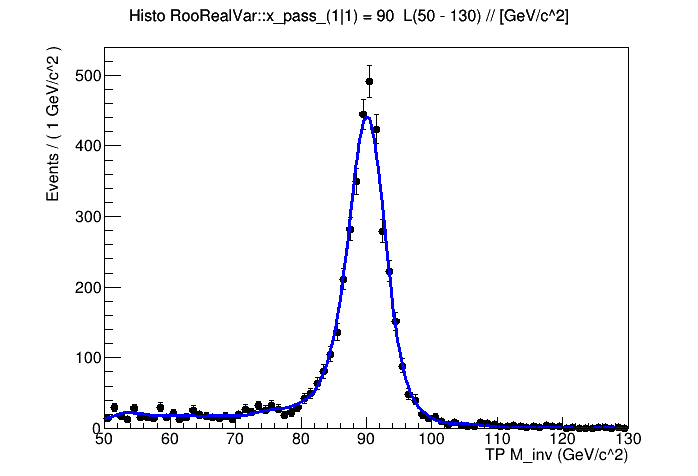 Histo RooRealVar::x_pass_(1|1) = 90 L(50 - 130) // [GeV/c^2]
Events / ( 1 GeV/c^2 )
500
400
300
200
100
0
50 60 70 80 90 100 110 120 130
TP M_inv (GeV/c^2)